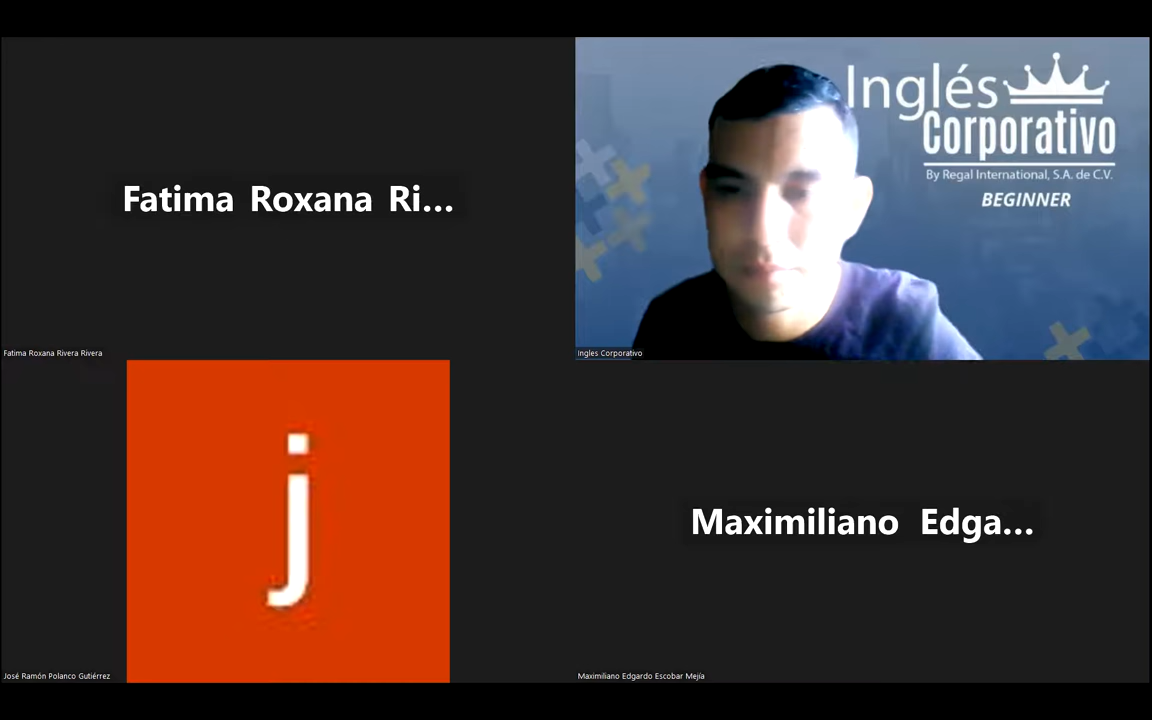 Fatima Roxana Ri...
Fatima Roxana Rivera Rivera
Inglés
Corporativo
By Regal International, S.A. de C.V.
BEGINNER
Ingles Corporativo
j
José Ramón Polanco Gutiérrez
Maximiliano Edga...
Maximiliano Edgardo Escobar Mejía